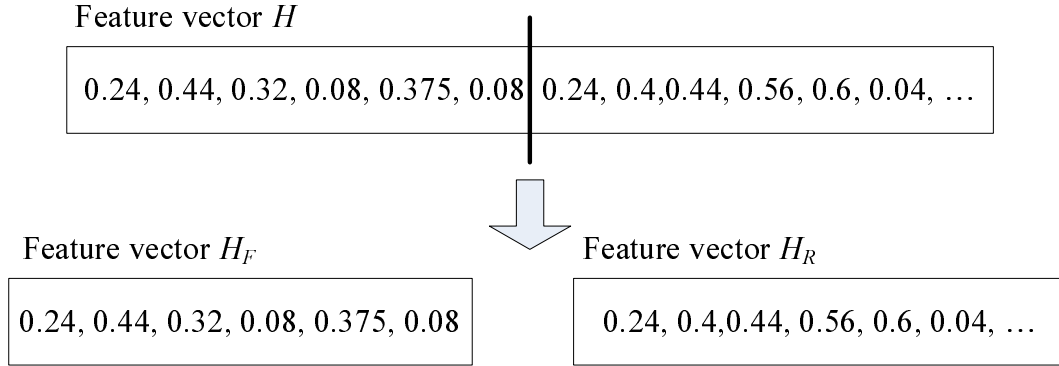 Feature vector H
0.24, 0.44, 0.32, 0.08, 0.375, 0.08 0.24, 0.4,0.44, 0.56, 0.6, 0.04, …
Feature vector H_F
Feature vector H_R
0.24, 0.44, 0.32, 0.08, 0.375, 0.08
0.24, 0.4,0.44, 0.56, 0.6, 0.04, …